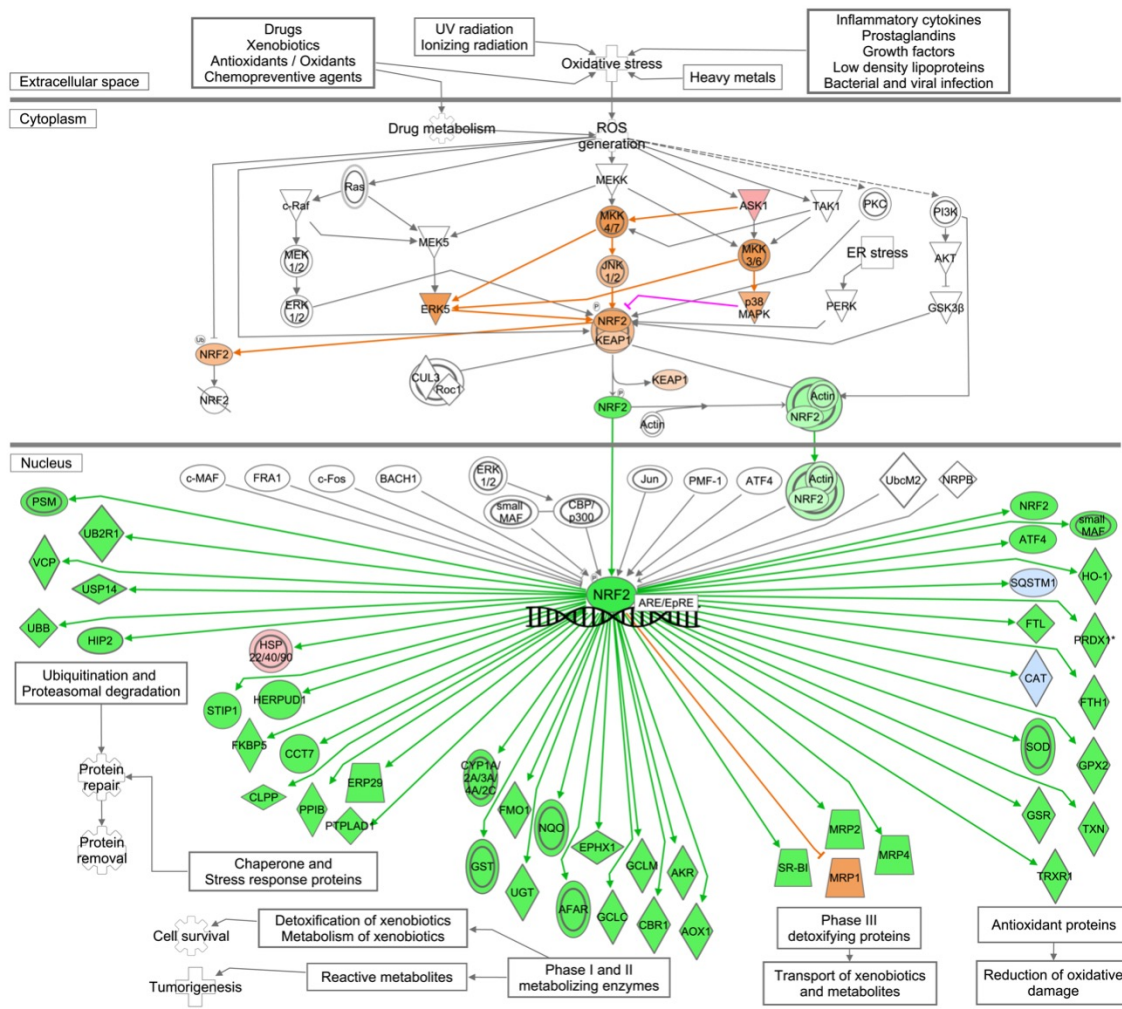 Drugs
Xenobiotics
Antioxidants / Oxidants
Chemopreventive agents
UV radiation
Ionizing radiation
Oxidative stress
Heavy metals
Inflammatory cytokines
Prostaglandins
Growth factors
Low density lipoproteins
Bacterial and viral infection
Extracellular space
Cytoplasm
Drug metabolism
ROS
generation
Ras
c-Raf
MEKK
ASK1
TAK1
PKC
PI3K
MKK
4/7
MEK5
MEK
1/2
MKK
3/6
ER stress
AKT
JNK
1/2
ERK
1/2
ERK5
p38
MAPK
PERK
GSK3β
P
NRF2
KEAP1
Ub
NRF2
NRF2
CUL3
Roc1
KEAP1
P
NRF2
Actin
Actin
NRF2
Nucleus
c-MAF
FRA1
c-Fos
BACH1
ERK
1/2
small
MAF
CBP/
p300
Jun
PMF-1
ATF4
Actin
NRF2
UbcM2
NRPB
PSM
UB2R1
VCP
USP14
UBB
HIP2
P
NRF2
ARE/EpRE
NRF2
small
MAF
ATF4
HO-1
SQSTM1
FTL
PRDX1*
CAT
FTH1
SOD
GPX2
GSR
TXN
TRXR1
HSP
22/40/90
STIP1
HERPUD1
FKBP5
CCT7
CLPP
PPIB
ERP29
PTPLAD1
CYP1A/
2A/3A/
4A/2C
FMO1
GST
UGT
NQO
AFAR
EPHX1
GCLC
GCLM
CBR1
AKR
AOX1
SR-BI
MRP2
MRP1
MRP4
Ubiquitination and
Proteasomal degradation
Protein
repair
Protein
removal
Chaperone and
Stress response proteins
Cell survival
Detoxification of xenobiotics
Metabolism of xenobiotics
Tumorigenesis
Reactive metabolites
Phase I and II
metabolizing enzymes
Phase III
detoxifying proteins
Transport of xenobiotics
and metabolites
Antioxidant proteins
Reduction of oxidative
damage